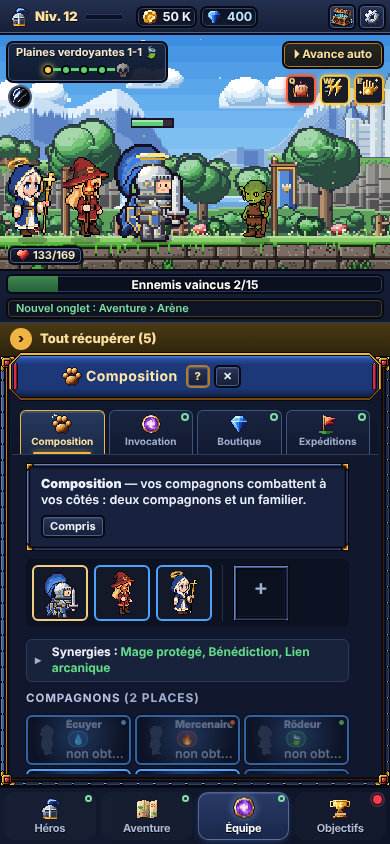 Niv. 12
50 K
400
Plaines verdoyantes 1-1
Avance auto
Q
W
E
133/169
Ennemis vaincus 2/15
Nouvel onglet : Aventure › Arène
Tout récupérer (5)
Composition
?
×
Composition
Invocation
Boutique
Expéditions
Composition — vos compagnons combattent à
vos côtés : deux compagnons et un familier.
Compris
+
Synergies : Mage protégé, Bénédiction, Lien
arcanique
COMPAGNONS (2 PLACES)
Écuyer
Mercenaire
Rôdeur
non obt...
non obt...
non obt...
Héros
Aventure
Équipe
Objectifs